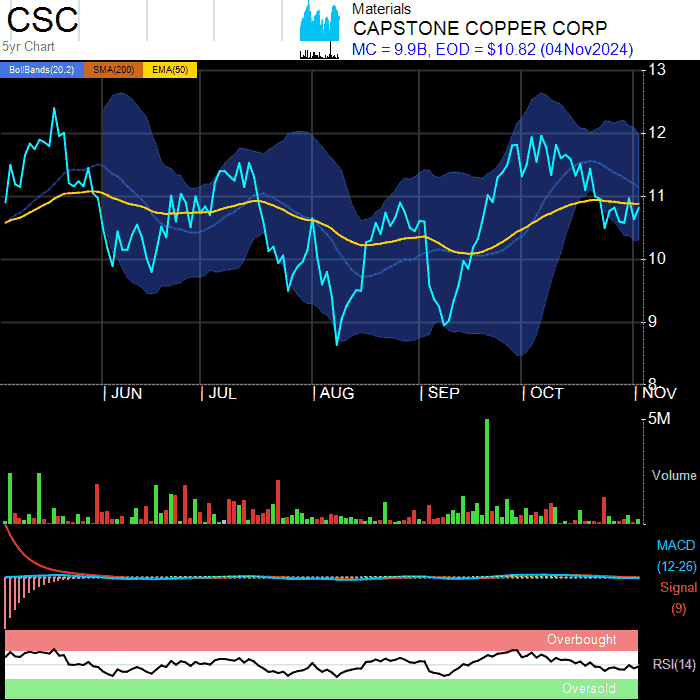 CSC
5yr Chart
Materials
CAPSTONE COPPER CORP
MC = 9.9B, EOD = $10.82 (04Nov2024)
BollBands(20,2) SMA(200) EMA(50)
13
12
11
10
9
8
JUN JUL AUG SEP OCT NOV
5M
Volume
MACD
(12-26)
Signal
(9)
Overbought
RSI(14)
Oversold